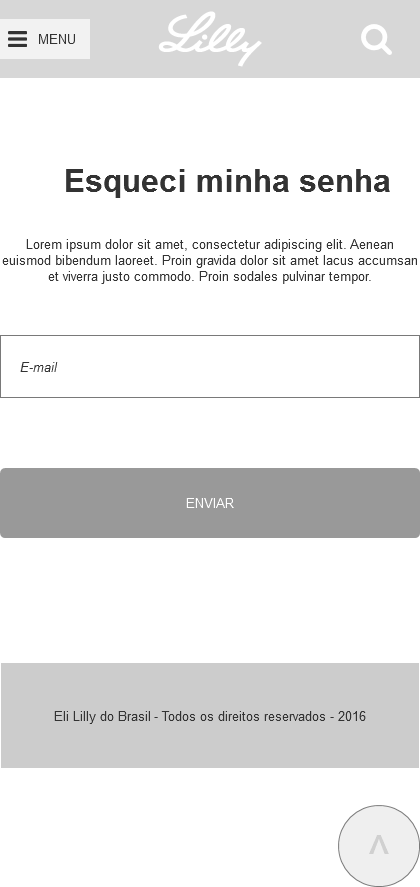 MENU
Lilly
Esqueci minha senha
Lorem ipsum dolor sit amet, consectetur adipiscing elit. Aenean
euismod bibendum laoreet. Proin gravida dolor sit amet lacus accumsan
et viverra justo commodo. Proin sodales pulvinar tempor.
E-mail
ENVIAR
Eli Lilly do Brasil - Todos os direitos reservados - 2016